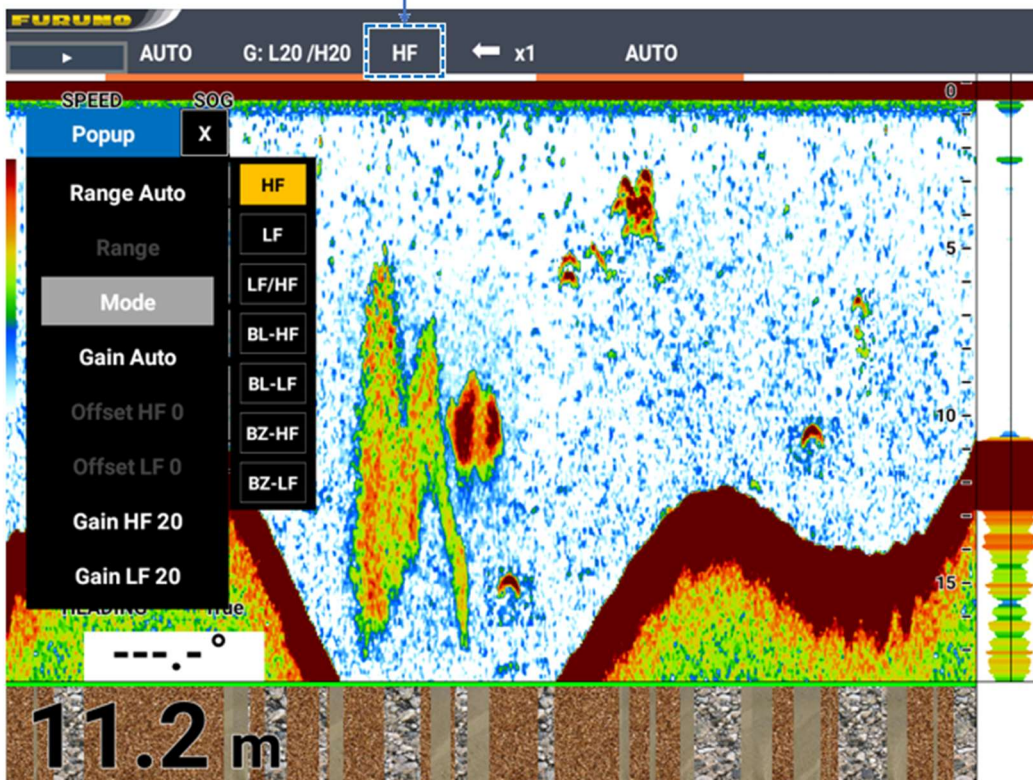 FURUNO
AUTO G: L20 /H20 HF x1 AUTO
SPEED SOG
Popup X
Range Auto
Range
Mode
Gain Auto
Offset HF 0
Offset LF 0
Gain HF 20
Gain LF 20
HF
LF
LF/HF
BL-HF
BL-LF
BZ-HF
BZ-LF
HEADING True
---.-°
11.2 m
0
5
10
15